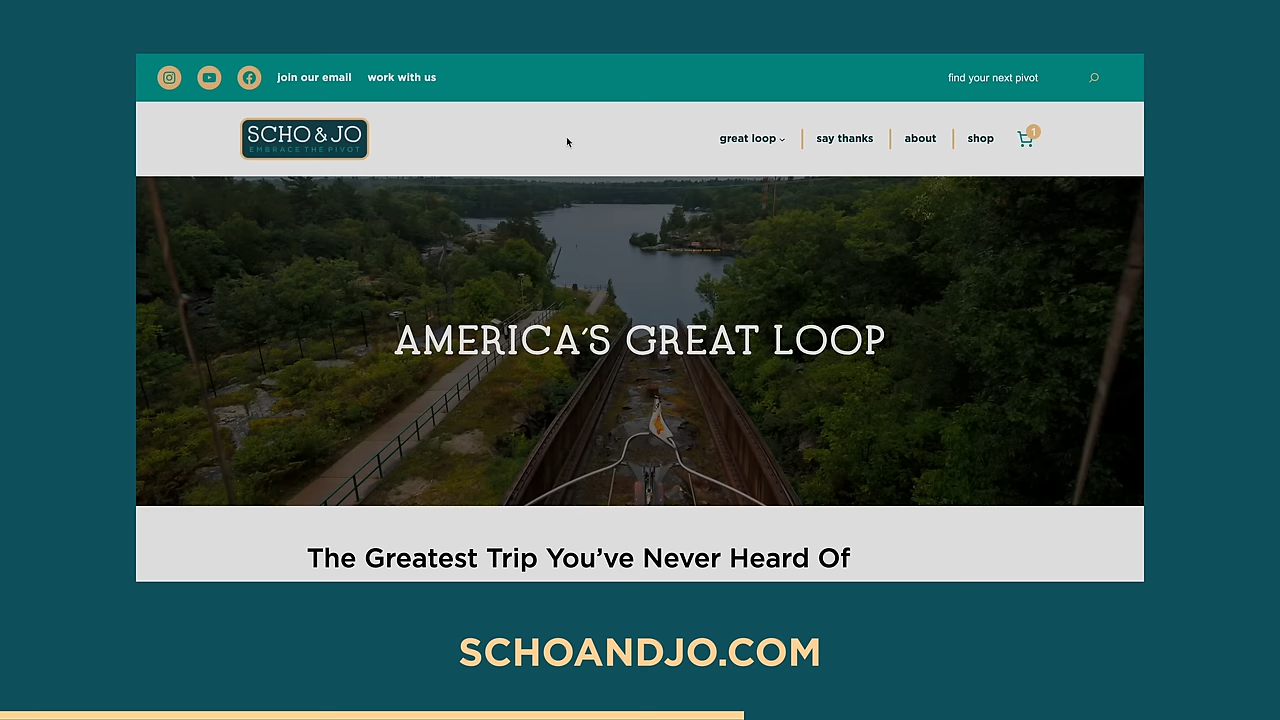 join our email
work with us
find your next pivot
SCHO & JO
EMBRACE THE PIVOT
great loop
say thanks
about
shop
1
AMERICA'S GREAT LOOP
The Greatest Trip You've Never Heard Of
SCHOANDJO.COM